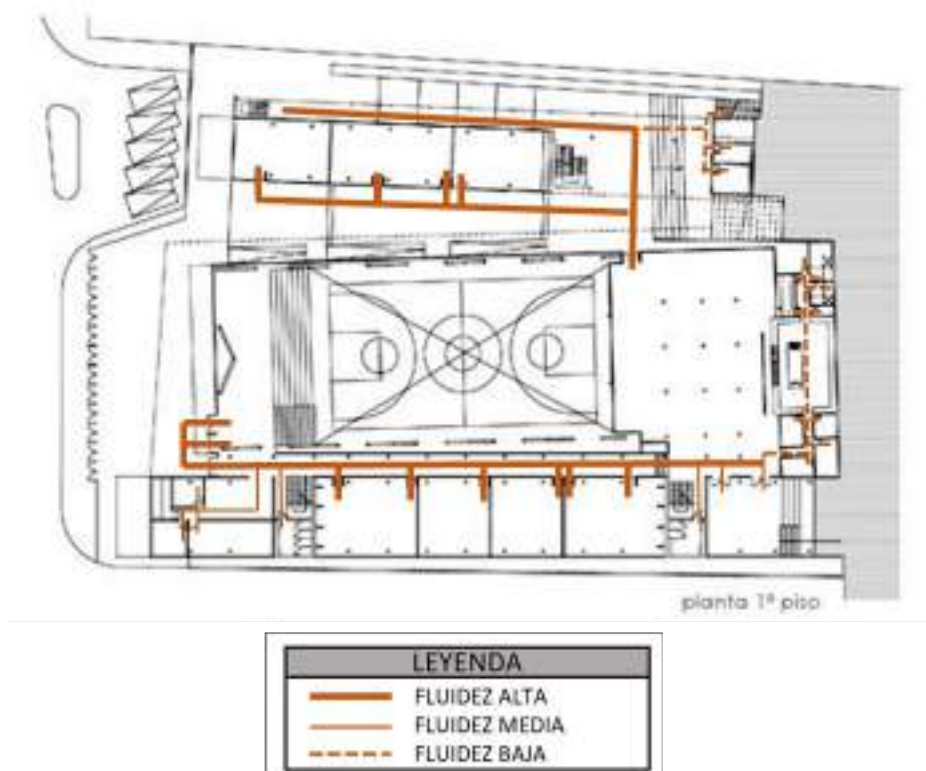 planta 1º piso
LEYENDA
FLUIDEZ ALTA
FLUIDEZ MEDIA
FLUIDEZ BAJA